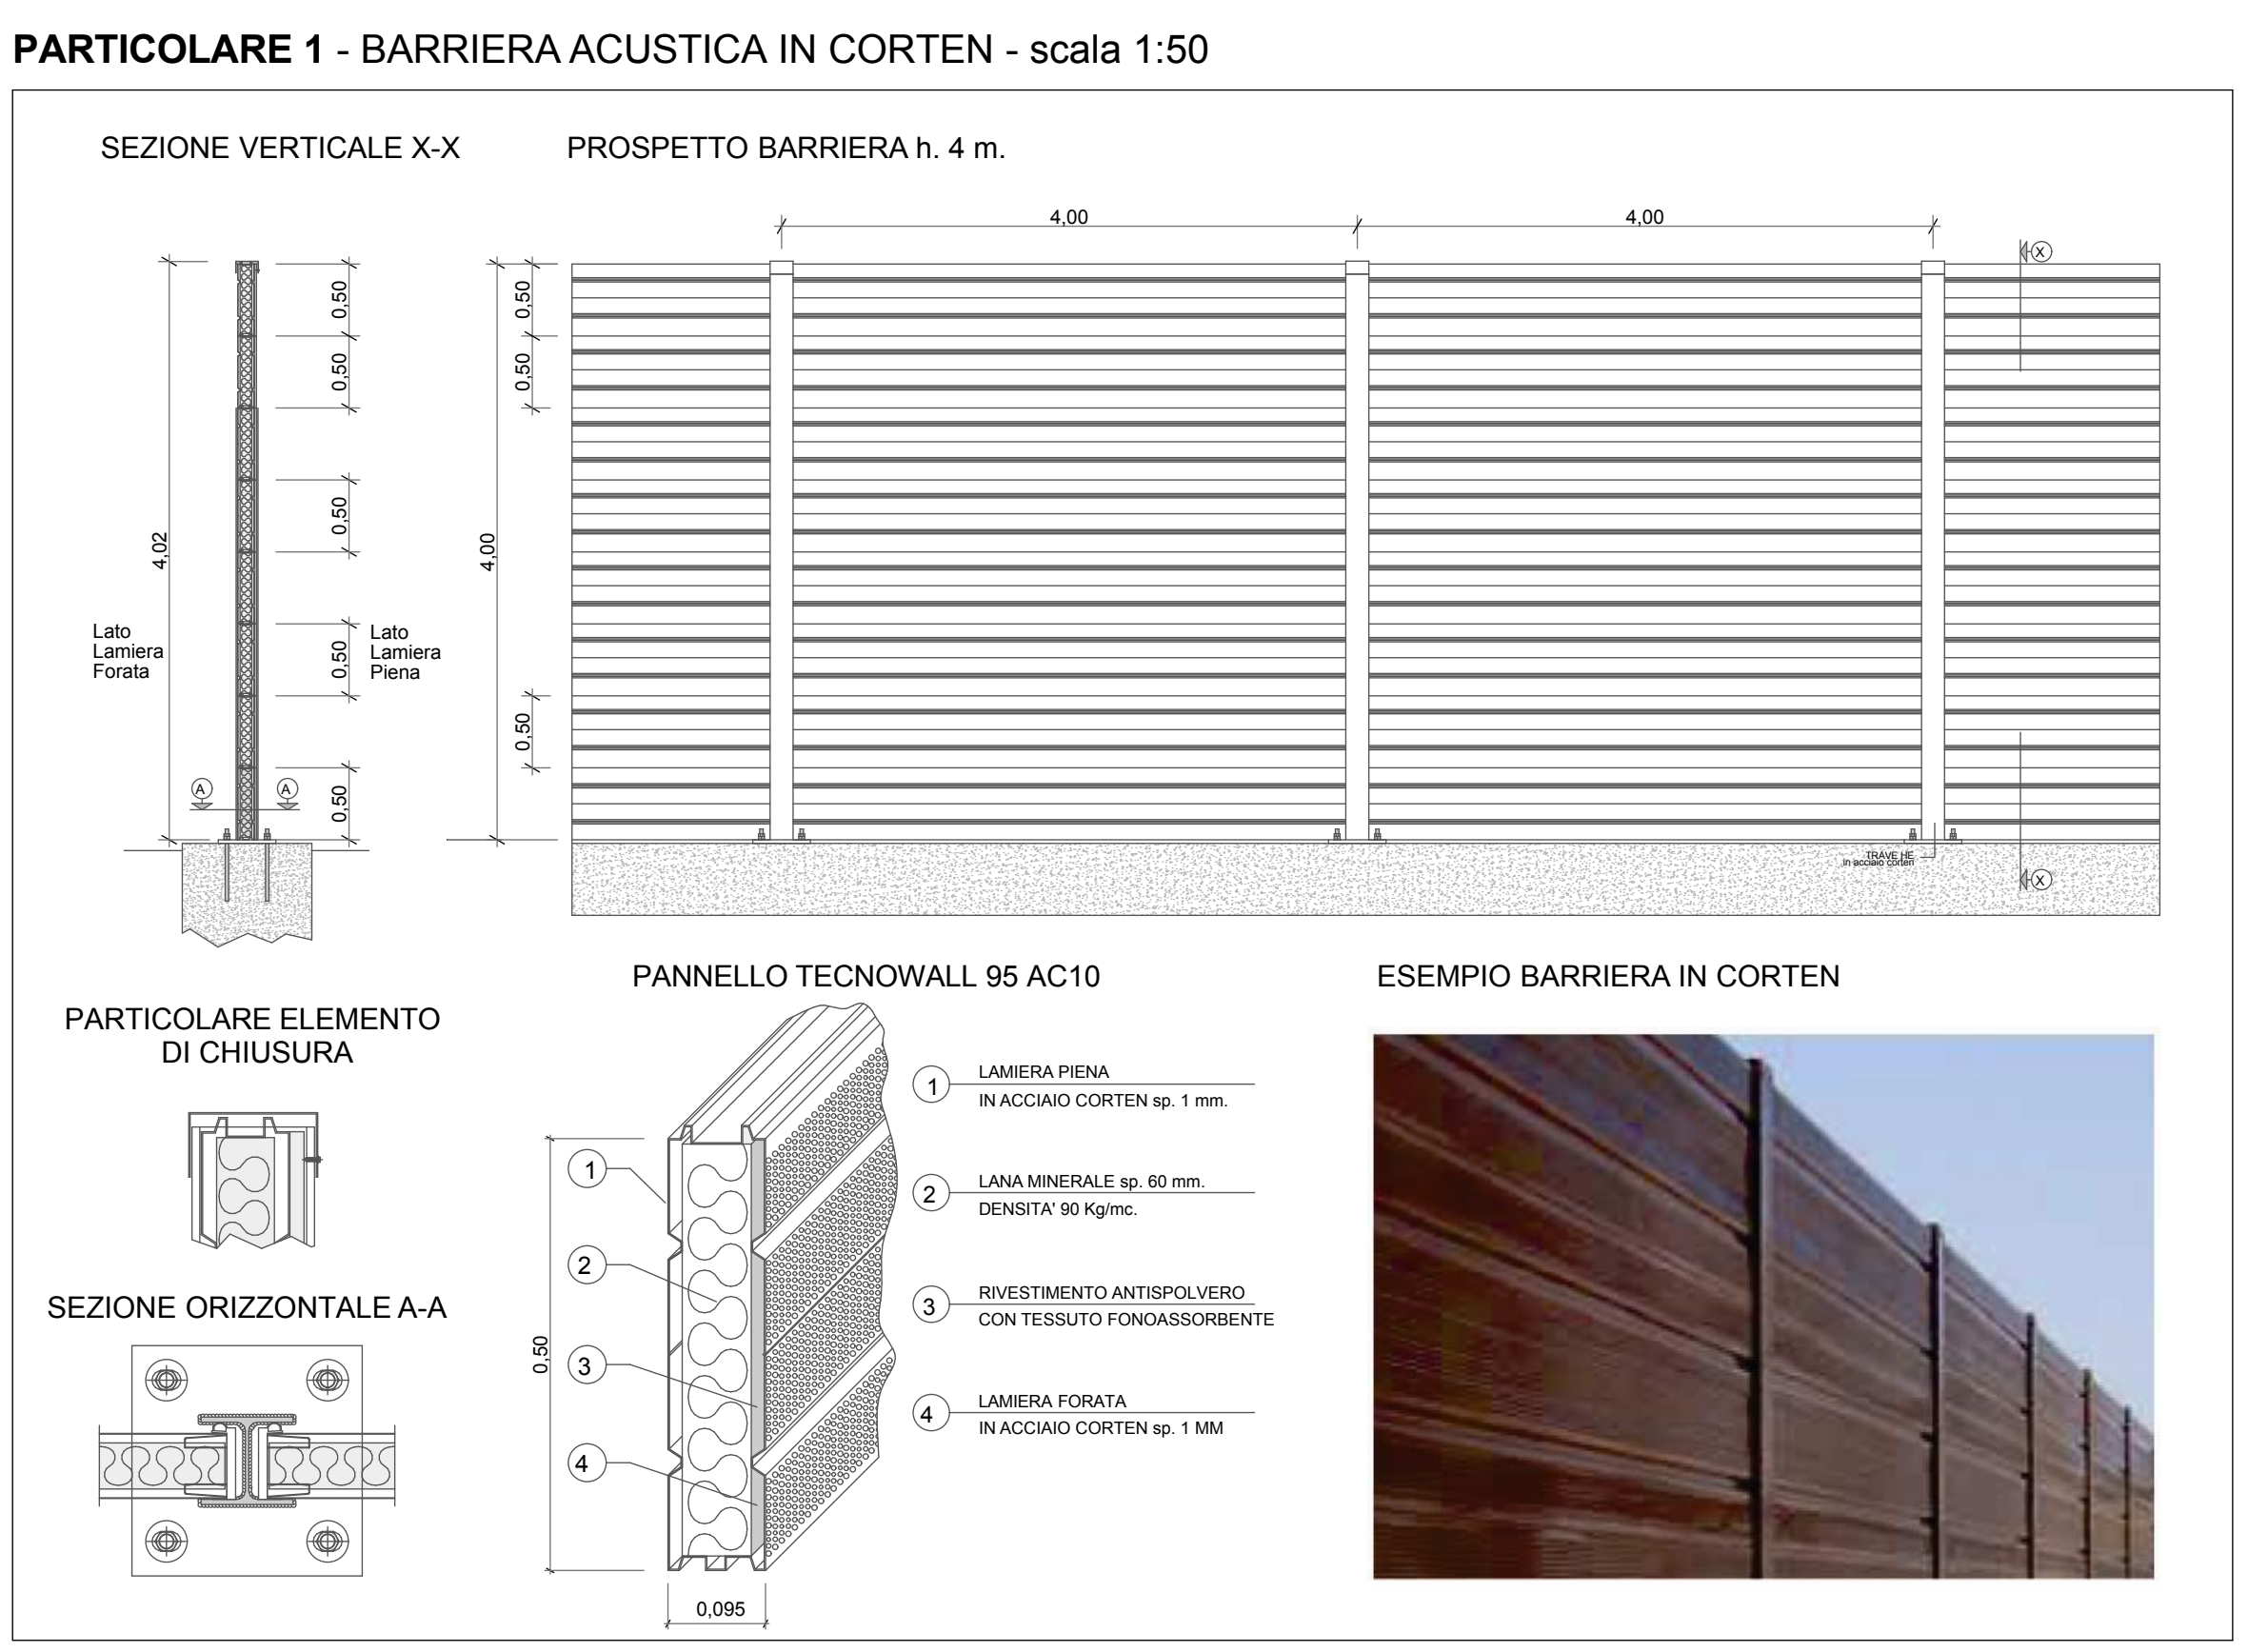 PARTICOLARE 1 - BARRIERA ACUSTICA IN CORTEN - scala 1:50
SEZIONE VERTICALE X-X
PROSPETTO BARRIERA h. 4 m.
4,00
4,00
X
0,50
0,50
0,50
0,50
0,50
4,02
Lato
Lamiera
Forata
Lato
Lamiera
Piena
A
A
0,50
0,50
4,00
0,50
TRAVE HE
in acciaio corten
X
PARTICOLARE ELEMENTO
DI CHIUSURA
SEZIONE ORIZZONTALE A-A
PANNELLO TECNOWALL 95 AC10
1
2
3
4
0,50
0,095
1
LAMIERA PIENA
IN ACCIAIO CORTEN sp. 1 mm.
2
LANA MINERALE sp. 60 mm.
DENSITA' 90 Kg/mc.
3
RIVESTIMENTO ANTISPOLVERO
CON TESSUTO FONOASSORBENTE
4
LAMIERA FORATA
IN ACCIAIO CORTEN sp. 1 MM
ESEMPIO BARRIERA IN CORTEN